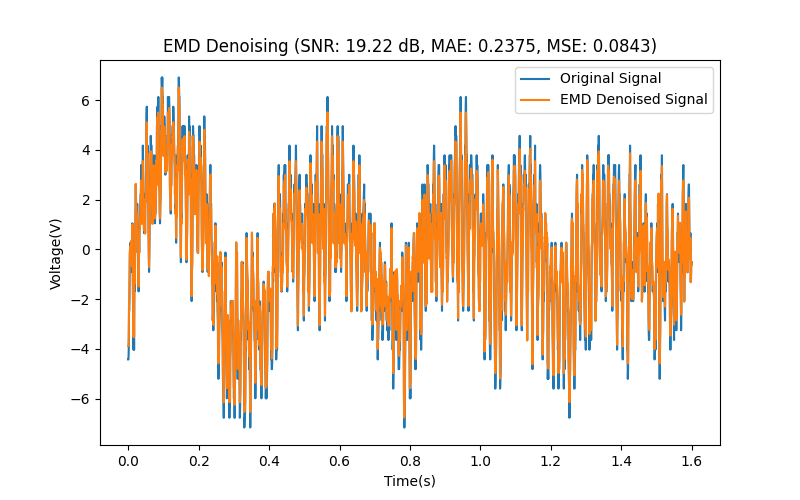 EMD Denoising (SNR: 19.22 dB, MAE: 0.2375, MSE: 0.0843)
Original Signal
EMD Denoised Signal
6
4
2
0
−2
−4
−6
Voltage(V)
0.0 0.2 0.4 0.6 0.8 1.0 1.2 1.4 1.6
Time(s)